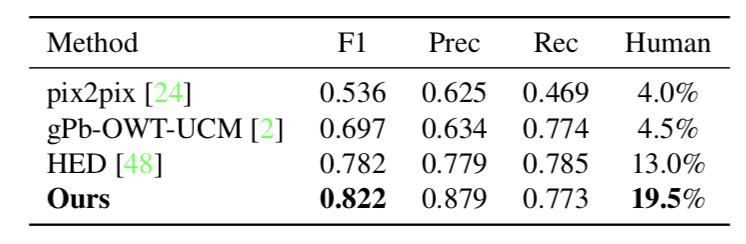 Method F1 Prec Rec Human
pix2pix [24] 0.536 0.625 0.469 4.0%
gPb-OWT-UCM [2] 0.697 0.634 0.774 4.5%
HED [48] 0.782 0.779 0.785 13.0%
Ours 0.822 0.879 0.773 19.5%